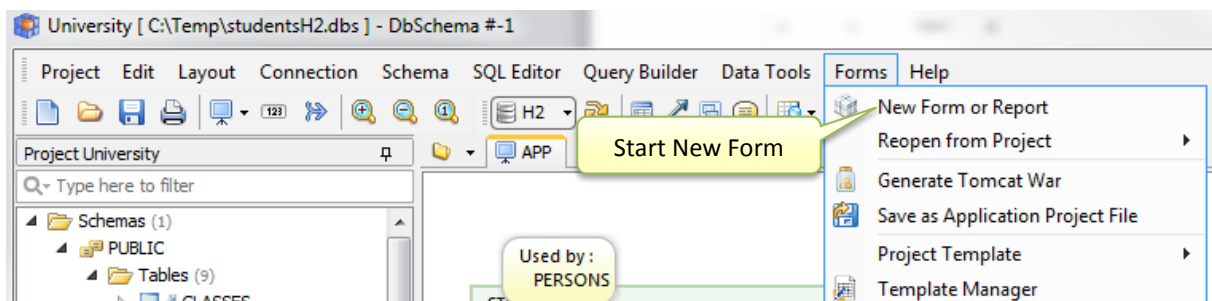 University [ C:\Temp\studentsH2.dbs ] - DbSchema #-1
Project Edit Layout Connection Schema SQL Editor Query Builder Data Tools Forms Help
123 1 H2
New Form or Report
Start New Form
Project University
APP
Reopen from Project
Type here to filter
Generate Tomcat War
Schemas (1)
Save as Application Project File
PUBLIC
Used by :
Project Template
Tables (9)
PERSONS
Template Manager
CLASSES